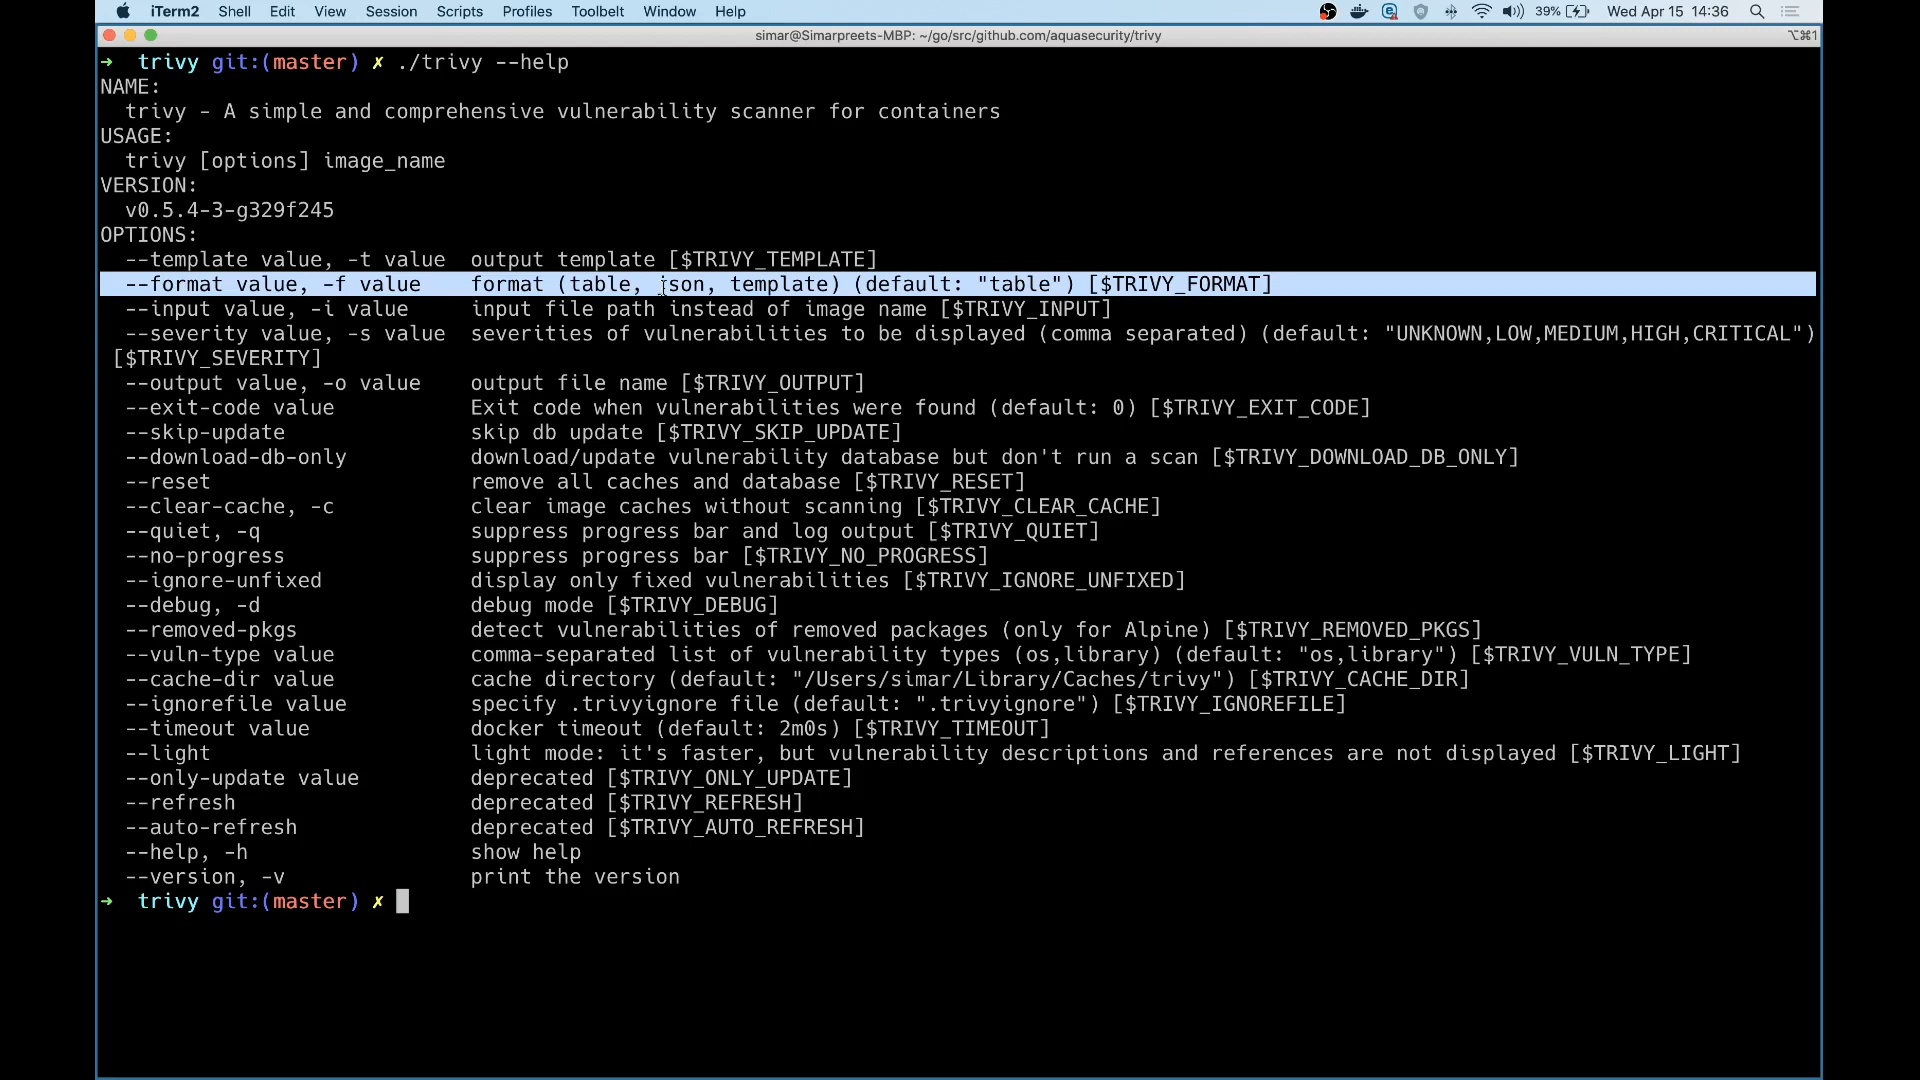 iTerm2 Shell Edit View Session Scripts Profiles Toolbelt Window Help 39% Wed Apr 15 14:36
simar@Simarpreets-MBP: ~/go/src/github.com/aquasecurity/trivy ⌥⌘1
➜ trivy git:(master) ✗ ./trivy --help
NAME:
trivy - A simple and comprehensive vulnerability scanner for containers
USAGE:
trivy [options] image_name
VERSION:
v0.5.4-3-g329f245
OPTIONS:
--template value, -t value output template [$TRIVY_TEMPLATE]
--format value, -f value format (table, json, template) (default: "table") [$TRIVY_FORMAT]
--input value, -i value input file path instead of image name [$TRIVY_INPUT]
--severity value, -s value severities of vulnerabilities to be displayed (comma separated) (default: "UNKNOWN,LOW,MEDIUM,HIGH,CRITICAL")
[$TRIVY_SEVERITY]
--output value, -o value output file name [$TRIVY_OUTPUT]
--exit-code value Exit code when vulnerabilities were found (default: 0) [$TRIVY_EXIT_CODE]
--skip-update skip db update [$TRIVY_SKIP_UPDATE]
--download-db-only download/update vulnerability database but don't run a scan [$TRIVY_DOWNLOAD_DB_ONLY]
--reset remove all caches and database [$TRIVY_RESET]
--clear-cache, -c clear image caches without scanning [$TRIVY_CLEAR_CACHE]
--quiet, -q suppress progress bar and log output [$TRIVY_QUIET]
--no-progress suppress progress bar [$TRIVY_NO_PROGRESS]
--ignore-unfixed display only fixed vulnerabilities [$TRIVY_IGNORE_UNFIXED]
--debug, -d debug mode [$TRIVY_DEBUG]
--removed-pkgs detect vulnerabilities of removed packages (only for Alpine) [$TRIVY_REMOVED_PKGS]
--vuln-type value comma-separated list of vulnerability types (os,library) (default: "os,library") [$TRIVY_VULN_TYPE]
--cache-dir value cache directory (default: "/Users/simar/Library/Caches/trivy") [$TRIVY_CACHE_DIR]
--ignorefile value specify .trivyignore file (default: ".trivyignore") [$TRIVY_IGNOREFILE]
--timeout value docker timeout (default: 2m0s) [$TRIVY_TIMEOUT]
--light light mode: it's faster, but vulnerability descriptions and references are not displayed [$TRIVY_LIGHT]
--only-update value deprecated [$TRIVY_ONLY_UPDATE]
--refresh deprecated [$TRIVY_REFRESH]
--auto-refresh deprecated [$TRIVY_AUTO_REFRESH]
--help, -h show help
--version, -v print the version
➜ trivy git:(master) ✗